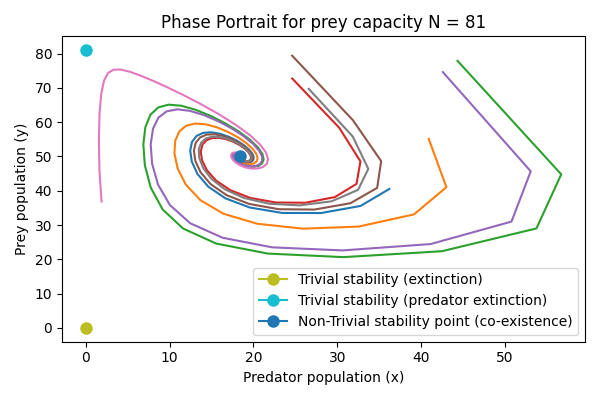 Phase Portrait for prey capacity N = 81
Prey population (y)
80
70
60
50
40
30
20
10
0
Trivial stability (extinction)
Trivial stability (predator extinction)
Non-Trivial stability point (co-existence)
0 10 20 30 40 50
Predator population (x)